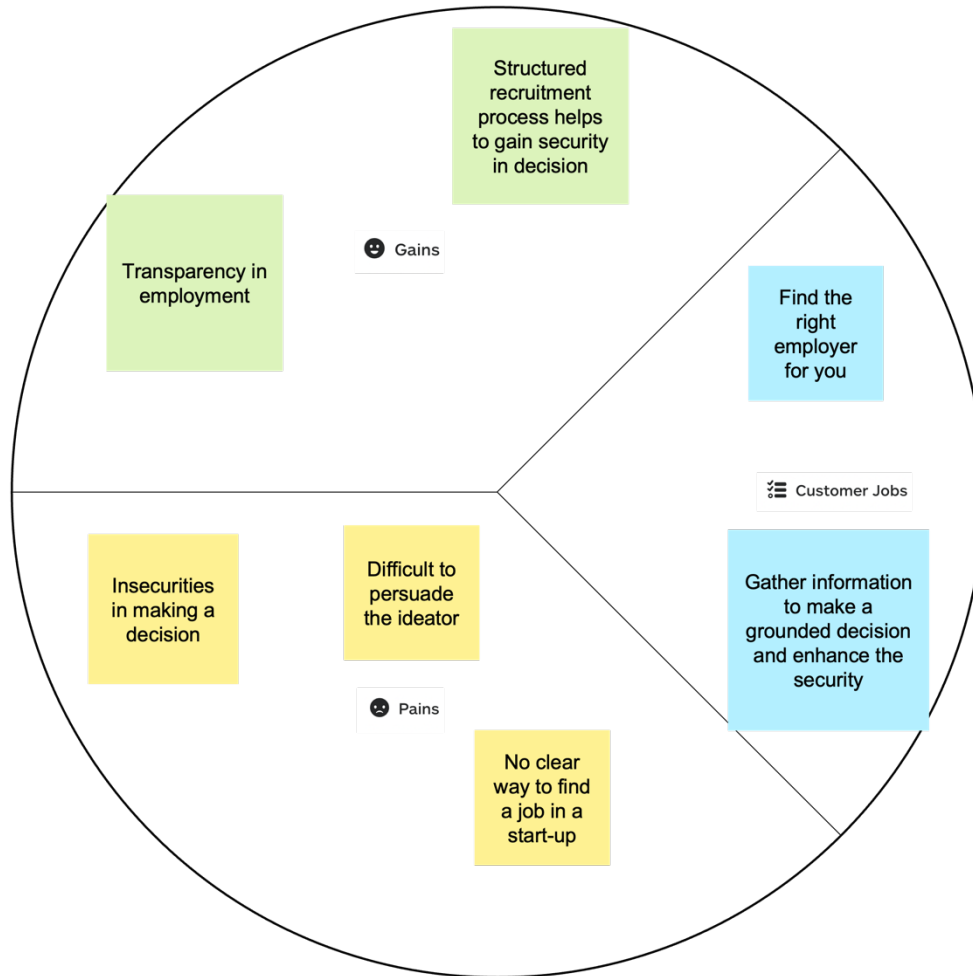 Structured
recruitment
process helps
to gain security
in decision
Transparency in
employment
Gains
Find the
right
employer
for you
Customer Jobs
Gather information
to make a
grounded decision
and enhance the
security
Insecurities
in making a
decision
Difficult to
persuade
the ideator
Pains
No clear
way to find
a job in a
start-up